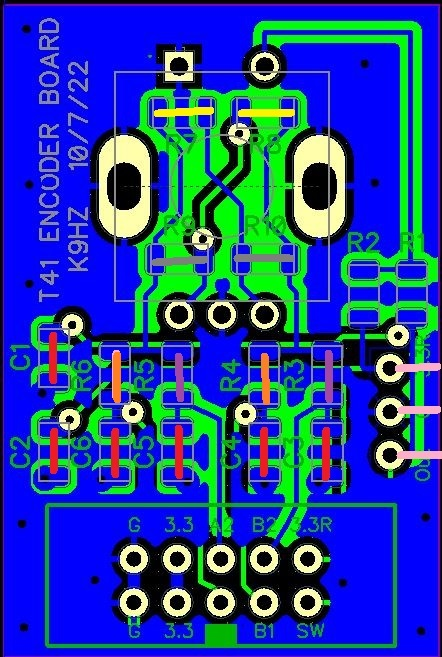 T41 ENCODER BOARD
K9HZ 10/7/22
R7 R8
R9 R10
R2 R1
C1 R6 R5 R4 R3
C2 C6 C5 C4 C3
G 3.3 A2 B2 3.3R
G 3.3 B1 SW